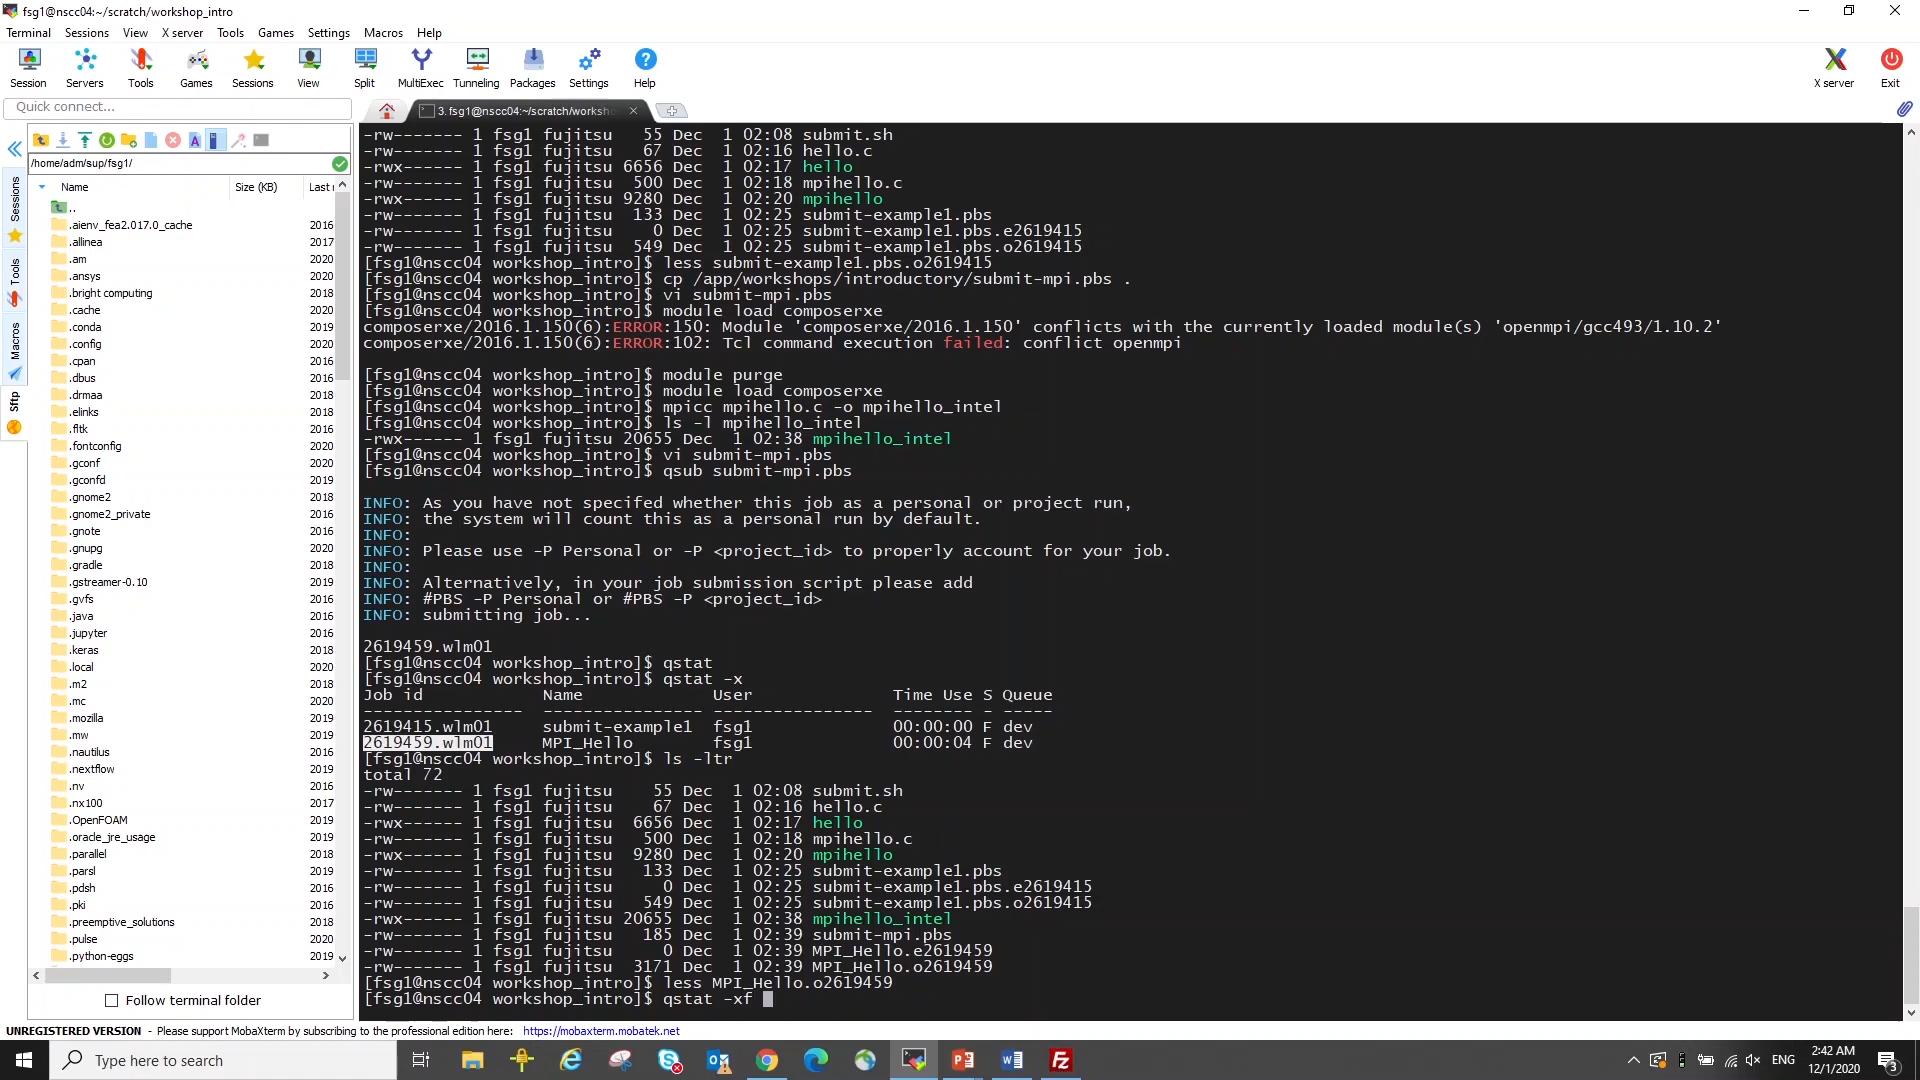 fsg1@nscc04:~/scratch/workshop_intro
Terminal Sessions View X server Tools Games Settings Macros Help
Session Servers Tools Games Sessions View Split MultiExec Tunneling Packages Settings Help X server Exit
Quick connect...
3. fsg1@nscc04:~/scratch/worksho
/home/adm/sup/fsg1/
Name Size (KB) Last
..
.aienv_fea2.017.0_cache 2016
.allinea 2017
.am 2020
.ansys 2020
.bright computing 2018
.cache 2020
.conda 2019
.config 2020
.cpan 2016
.dbus 2016
.drmaa 2018
.elinks 2018
.fltk 2016
.fontconfig 2020
.gconf 2020
.gconfd 2019
.gnome2 2018
.gnome2_private 2016
.gnote 2016
.gnupg 2020
.gradle 2018
.gstreamer-0.10 2019
.gvfs 2016
.java 2016
.jupyter 2016
.keras 2016
.local 2016
.m2 2018
.mc 2020
.mozilla 2019
.mw 2019
.nautilus 2016
.nextflow 2019
.nv 2016
.nx100 2017
.OpenFOAM 2016
.oracle_jre_usage 2019
.parallel 2018
.parsl 2019
.pdsh 2016
.pki 2016
.preemptive_solutions 2018
.pulse 2020
.python-eggs 2019
Follow terminal folder
Sessions
Tools
Macros
Sftp
-rw------- 1 fsg1 fujitsu 55 Dec 1 02:08 submit.sh
-rw------- 1 fsg1 fujitsu 67 Dec 1 02:16 hello.c
-rwx------ 1 fsg1 fujitsu 6656 Dec 1 02:17 hello
-rw------- 1 fsg1 fujitsu 500 Dec 1 02:18 mpihello.c
-rwx------ 1 fsg1 fujitsu 9280 Dec 1 02:20 mpihello
-rw------- 1 fsg1 fujitsu 133 Dec 1 02:25 submit-example1.pbs
-rw------- 1 fsg1 fujitsu 0 Dec 1 02:25 submit-example1.pbs.e2619415
-rw------- 1 fsg1 fujitsu 549 Dec 1 02:25 submit-example1.pbs.o2619415
[fsg1@nscc04 workshop_intro]$ less submit-example1.pbs.o2619415
[fsg1@nscc04 workshop_intro]$ cp /app/workshops/introductory/submit-mpi.pbs .
[fsg1@nscc04 workshop_intro]$ vi submit-mpi.pbs
[fsg1@nscc04 workshop_intro]$ module load composerxe
composerxe/2016.1.150(6):ERROR:150: Module 'composerxe/2016.1.150' conflicts with the currently loaded module(s) 'openmpi/gcc493/1.10.2'
composerxe/2016.1.150(6):ERROR:102: Tcl command execution failed: conflict openmpi
[fsg1@nscc04 workshop_intro]$ module purge
[fsg1@nscc04 workshop_intro]$ module load composerxe
[fsg1@nscc04 workshop_intro]$ mpicc mpihello.c -o mpihello_intel
[fsg1@nscc04 workshop_intro]$ ls -l mpihello_intel
-rwx------ 1 fsg1 fujitsu 20655 Dec 1 02:38 mpihello_intel
[fsg1@nscc04 workshop_intro]$ vi submit-mpi.pbs
[fsg1@nscc04 workshop_intro]$ qsub submit-mpi.pbs
INFO: As you have not specifed whether this job as a personal or project run,
INFO: the system will count this as a personal run by default.
INFO:
INFO: Please use -P Personal or -P <project_id> to properly account for your job.
INFO:
INFO: Alternatively, in your job submission script please add
INFO: #PBS -P Personal or #PBS -P <project_id>
INFO: submitting job...
2619459.wlm01
[fsg1@nscc04 workshop_intro]$ qstat
[fsg1@nscc04 workshop_intro]$ qstat -x
Job id Name User Time Use S Queue
---------------- ---------------- ---------------- -------- - -----
2619415.wlm01 submit-example1 fsg1 00:00:00 F dev
2619459.wlm01 MPI_Hello fsg1 00:00:04 F dev
[fsg1@nscc04 workshop_intro]$ ls -ltr
total 72
-rw------- 1 fsg1 fujitsu 55 Dec 1 02:08 submit.sh
-rw------- 1 fsg1 fujitsu 67 Dec 1 02:16 hello.c
-rwx------ 1 fsg1 fujitsu 6656 Dec 1 02:17 hello
-rw------- 1 fsg1 fujitsu 500 Dec 1 02:18 mpihello.c
-rwx------ 1 fsg1 fujitsu 9280 Dec 1 02:20 mpihello
-rw------- 1 fsg1 fujitsu 133 Dec 1 02:25 submit-example1.pbs
-rw------- 1 fsg1 fujitsu 0 Dec 1 02:25 submit-example1.pbs.e2619415
-rw------- 1 fsg1 fujitsu 549 Dec 1 02:25 submit-example1.pbs.o2619415
-rwx------ 1 fsg1 fujitsu 20655 Dec 1 02:38 mpihello_intel
-rw------- 1 fsg1 fujitsu 185 Dec 1 02:39 submit-mpi.pbs
-rw------- 1 fsg1 fujitsu 0 Dec 1 02:39 MPI_Hello.e2619459
-rw------- 1 fsg1 fujitsu 3171 Dec 1 02:39 MPI_Hello.o2619459
[fsg1@nscc04 workshop_intro]$ less MPI_Hello.o2619459
[fsg1@nscc04 workshop_intro]$ qstat -xf
UNREGISTERED VERSION - Please support MobaXterm by subscribing to the professional edition here: https://mobaxterm.mobatek.net
Type here to search
ENG
2:42 AM
12/1/2020
3